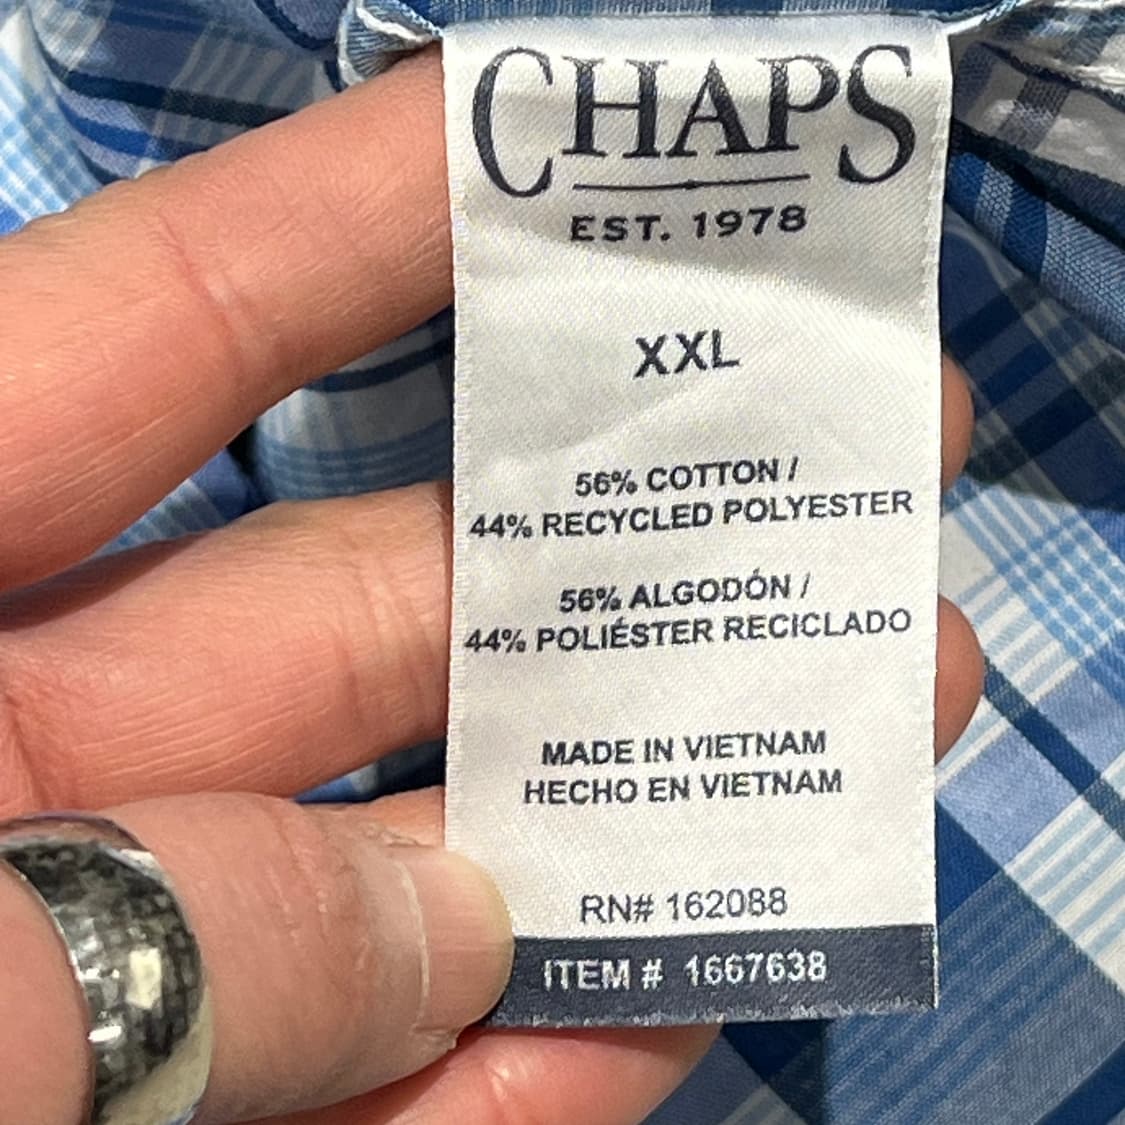 CHAPS
EST. 1978
XXL
56% COTTON /
44% RECYCLED POLYESTER
56% ALGODÓN /
44% POLIÉSTER RECICLADO
MADE IN VIETNAM
HECHO EN VIETNAM
RN# 162088
ITEM # 1667638